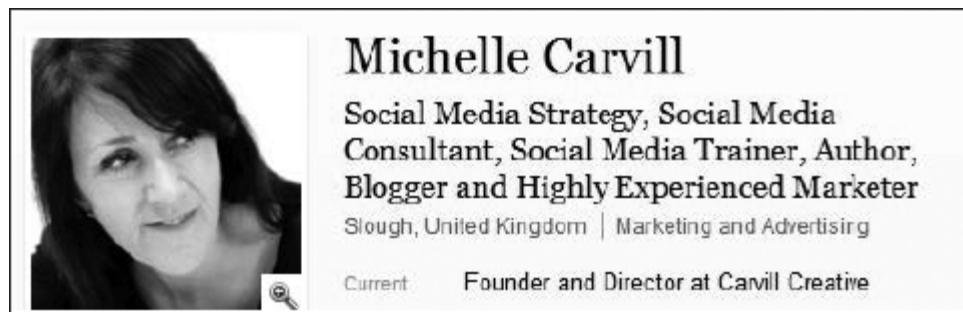 Michelle Carvill
Social Media Strategy, Social Media
Consultant, Social Media Trainer, Author,
Blogger and Highly Experienced Marketer
Slough, United Kingdom | Marketing and Advertising
Current Founder and Director at Carvill Creative